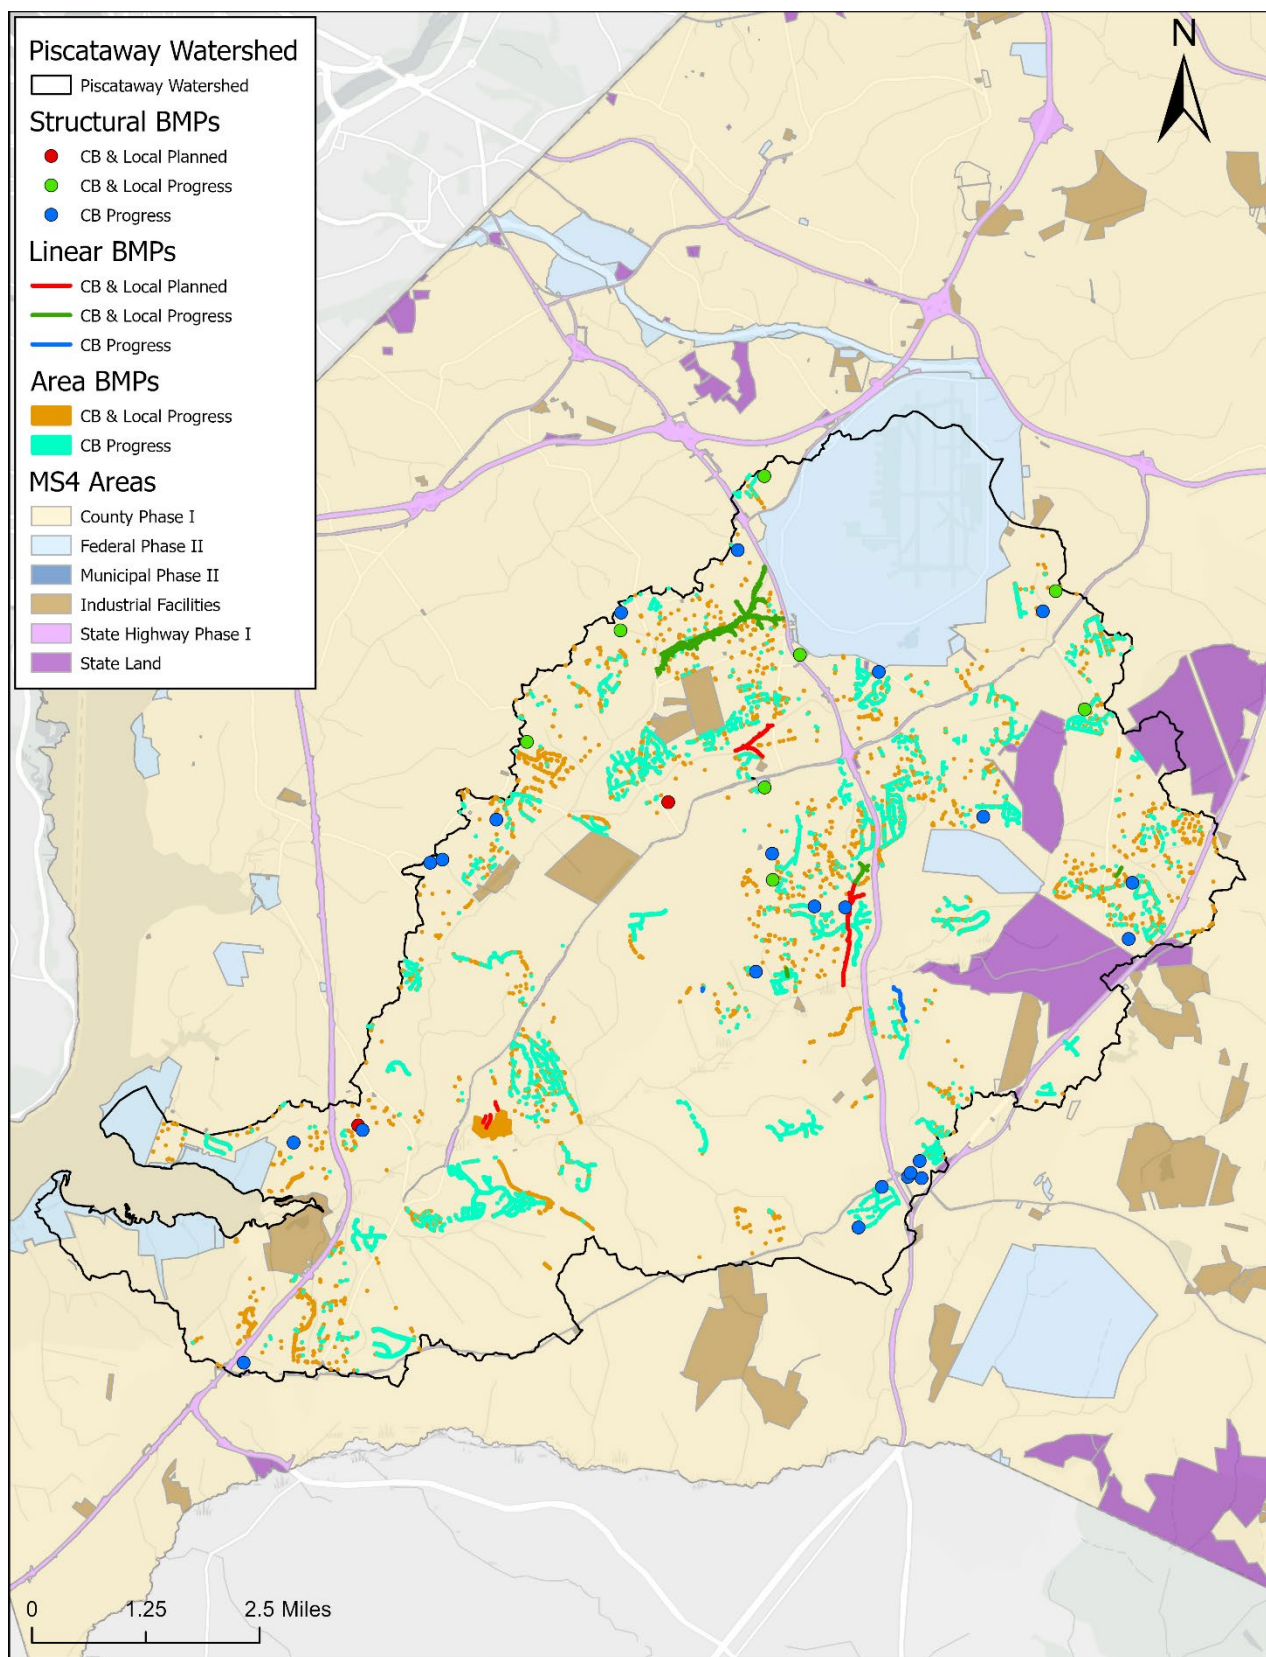 Piscataway Watershed
Piscataway Watershed
Structural BMPs
CB & Local Planned
CB & Local Progress
CB Progress
Linear BMPs
CB & Local Planned
CB & Local Progress
CB Progress
Area BMPs
CB & Local Progress
CB Progress
MS4 Areas
County Phase I
Federal Phase II
Municipal Phase II
Industrial Facilities
State Highway Phase I
State Land
N
0 1.25 2.5 Miles